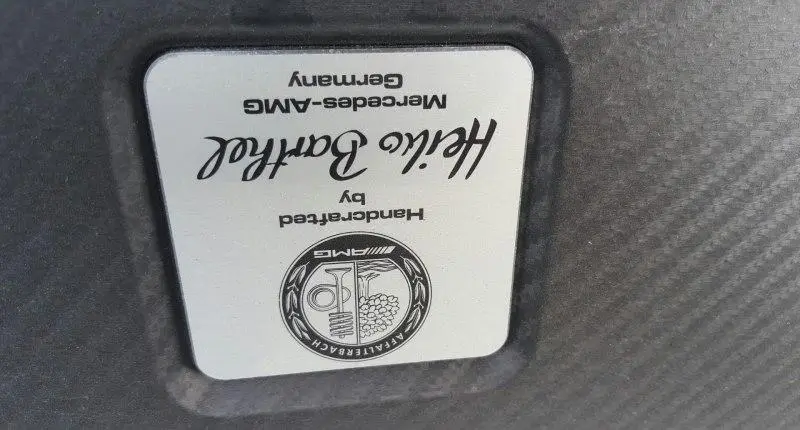 AFFALTERBACH
AMG
Handcrafted
by
Heiko Barthel
Mercedes-AMG
Germany